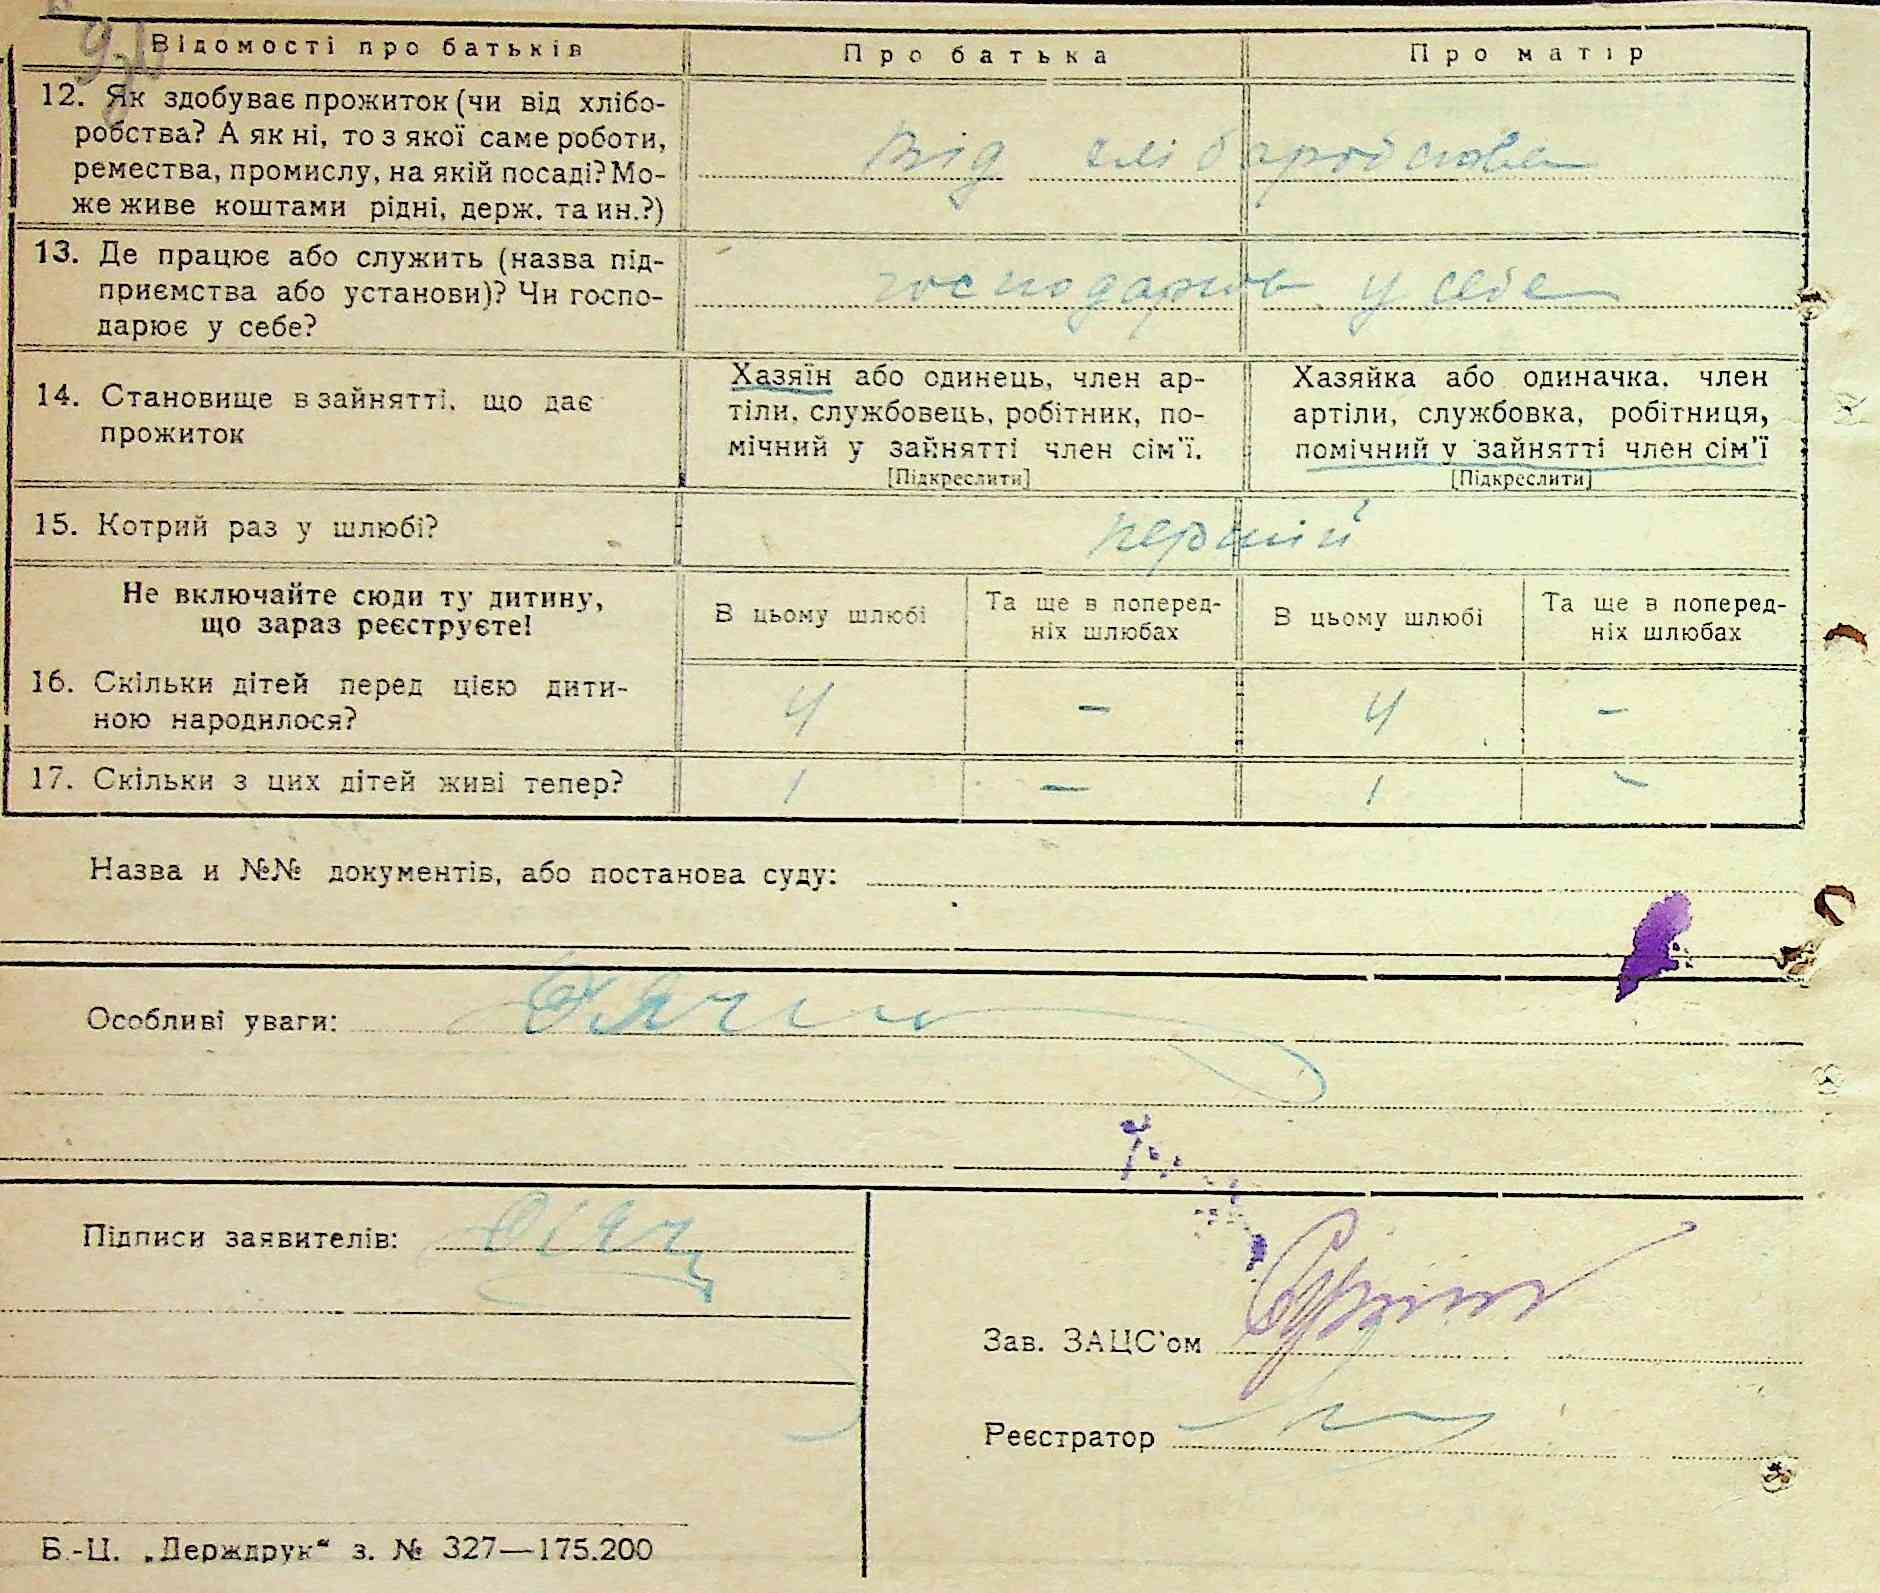 Відомості про батьків
Про батька
Про матір
12. Як здобуває прожиток (чи від хлібо-
робства? А як ні, то з якої саме роботи,
ремества, промислу, на якій посаді? Мо-
же живе коштами рідні, держ. та ин.?)
від хліборобства
13. Де працює або служить (назва під-
приємства або установи)? Чи госпо-
дарює у себе?
господарюв у себе
14. Становище в зайнятті, що дає
прожиток
Хазяїн або одинець, член ар-
тіли, службовець, робітник, по-
мічний у зайнятті член сім'ї.
[Підкреслити]
Хазяйка або одиначка. член
артіли, службовка, робітниця,
помічний у зайнятті член сім'ї
[Підкреслити]
15. Котрий раз у шлюбі?
перший
Не включайте сюди ту дитину,
що зараз реєструєте!
В цьому шлюбі
Та ще в поперед-
ніх шлюбах
В цьому шлюбі
Та ще в поперед-
ніх шлюбах
16. Скільки дітей перед цією дити-
ною народилося?
4 – 4 –
17. Скільки з цих дітей живі тепер?
1 – 1 –
Назва и №№ документів, або постанова суду:
Особливі уваги:
Підписи заявителів:
Зав. ЗАЦС'ом
Реєстратор
Б.-Ц. „Держдрук“ з. № 327—175.200